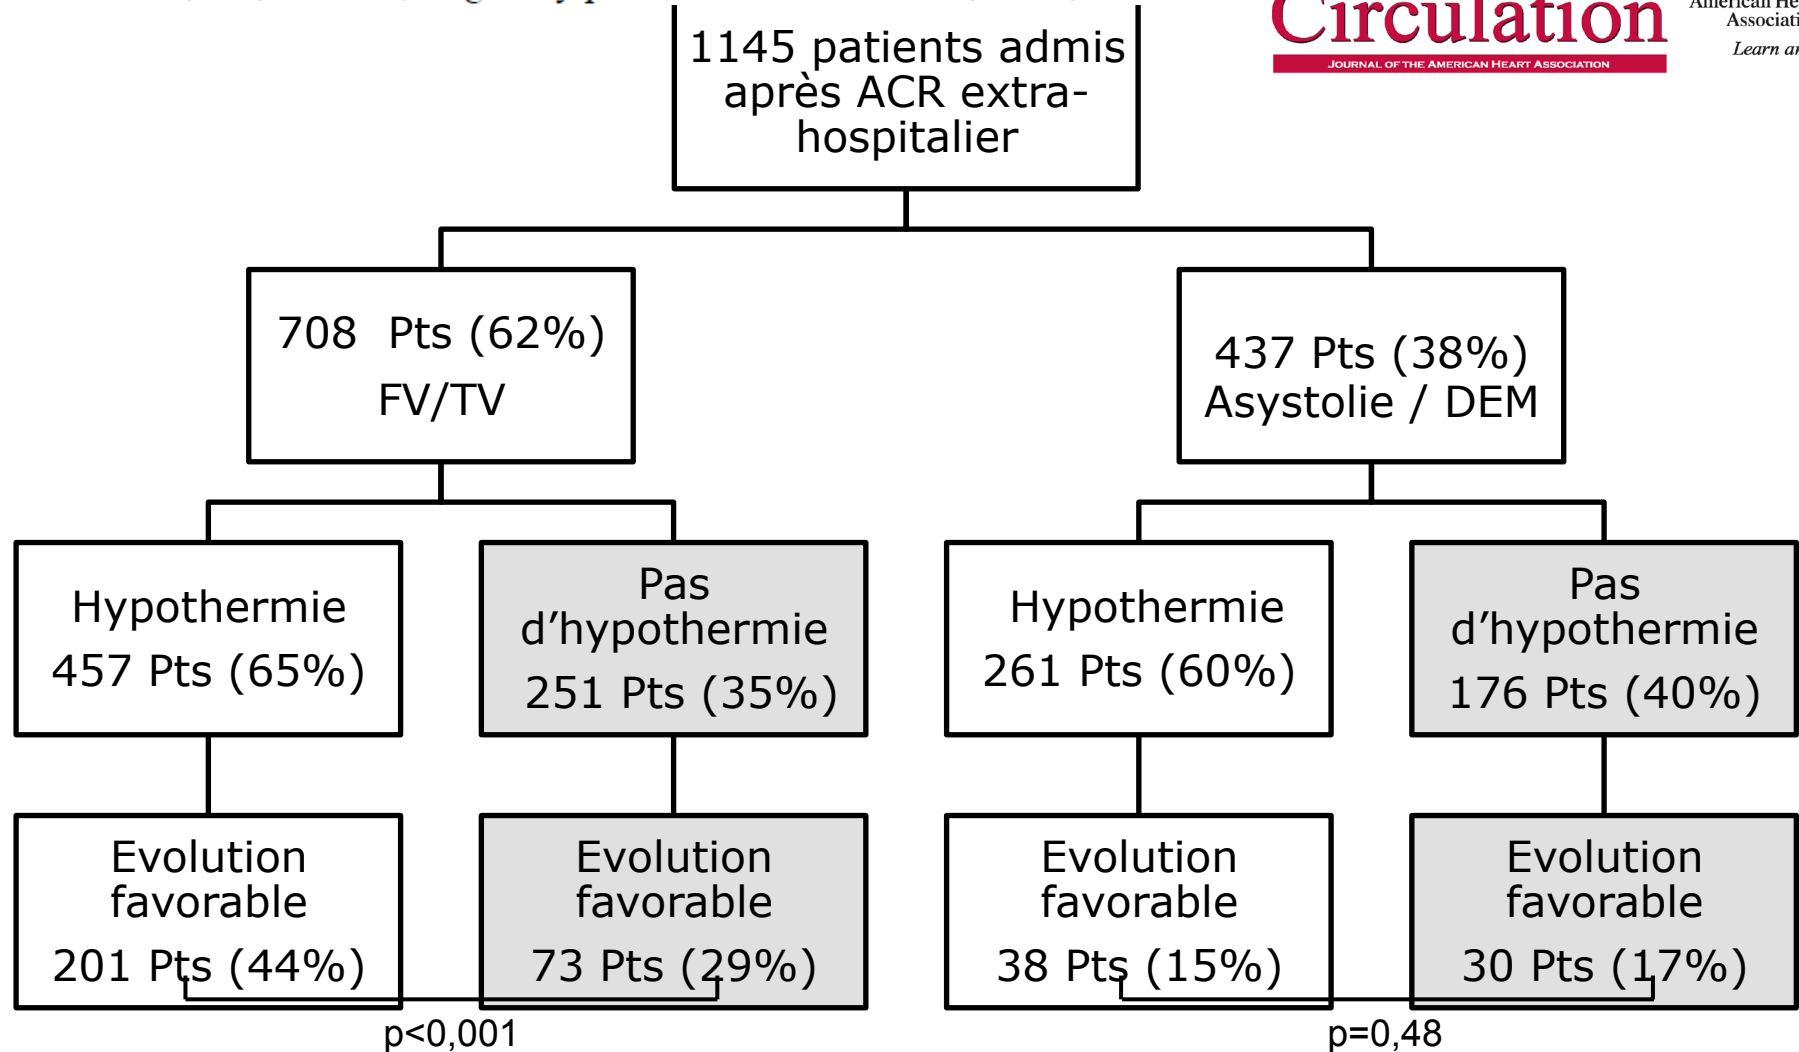 Circulation
JOURNAL OF THE AMERICAN HEART ASSOCIATION
Learn
1145 patients admis
après ACR extra-
hospitalier
708 Pts (62%)
FV/TV
437 Pts (38%)
Asystolie / DEM
Hypothermie
457 Pts (65%)
Pas
d’hypothermie
251 Pts (35%)
Hypothermie
261 Pts (60%)
Pas
d’hypothermie
176 Pts (40%)
Evolution
favorable
201 Pts (44%)
Evolution
favorable
73 Pts (29%)
Evolution
favorable
38 Pts (15%)
Evolution
favorable
30 Pts (17%)
p<0,001
p=0,48